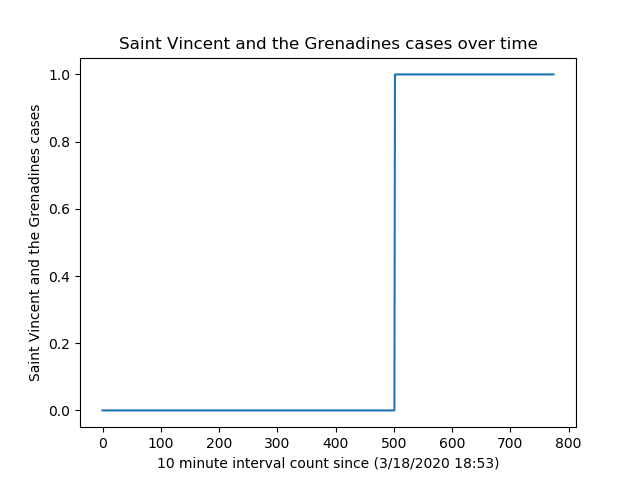 Saint Vincent and the Grenadines cases over time
Saint Vincent and the Grenadines cases
1.0
0.8
0.6
0.4
0.2
0.0
0 100 200 300 400 500 600 700 800
10 minute interval count since (3/18/2020 18:53)